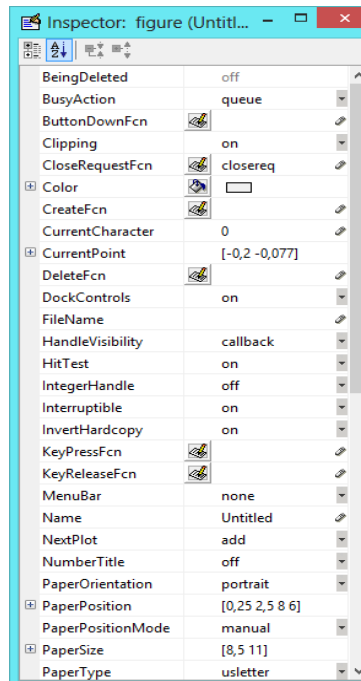 Inspector: figure (Untitl...
BeingDeleted off
BusyAction queue
ButtonDownFcn
Clipping on
CloseRequestFcn closereq
Color
CreateFcn
CurrentCharacter 0
CurrentPoint [-0,2 -0,077]
DeleteFcn
DockControls on
FileName
HandleVisibility callback
HitTest on
IntegerHandle off
Interruptible on
InvertHardcopy on
KeyPressFcn
KeyReleaseFcn
MenuBar none
Name Untitled
NextPlot add
NumberTitle off
PaperOrientation portrait
PaperPosition [0,25 2,5 8 6]
PaperPositionMode manual
PaperSize [8,5 11]
PaperType usletter